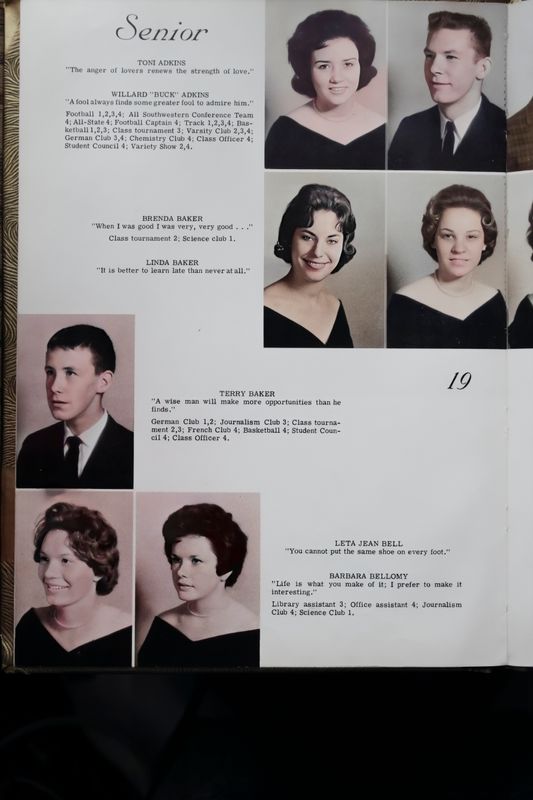 Senior
TONI ADKINS
"The anger of lovers renews the strength of love."
WILLARD "BUCK" ADKINS
"A fool always finds some greater fool to admire him."
Football 1,2,3,4; All Southwestern Conference Team
4; All-State 4; Football Captain 4; Track 1,2,3,4; Bas-
ketball 1,2,3; Class tournament 3; Varsity Club 2,3,4;
German Club 3,4; Chemistry Club 4; Class Officer 4;
Student Council 4; Variety Show 2,4.
BRENDA BAKER
"When I was good I was very, very good . . ."
Class tournament 2; Science club 1.
LINDA BAKER
"It is better to learn late than never at all."
19
TERRY BAKER
"A wise man will make more opportunities than he
finds."
German Club 1,2; Journalism Club 3; Class tourna-
ment 2,3; French Club 4; Basketball 4; Student Coun-
cil 4; Class Officer 4.
LETA JEAN BELL
"You cannot put the same shoe on every foot."
BARBARA BELLOMY
"Life is what you make of it; I prefer to make it
interesting."
Library assistant 3; Office assistant 4; Journalism
Club 4; Science Club 1.